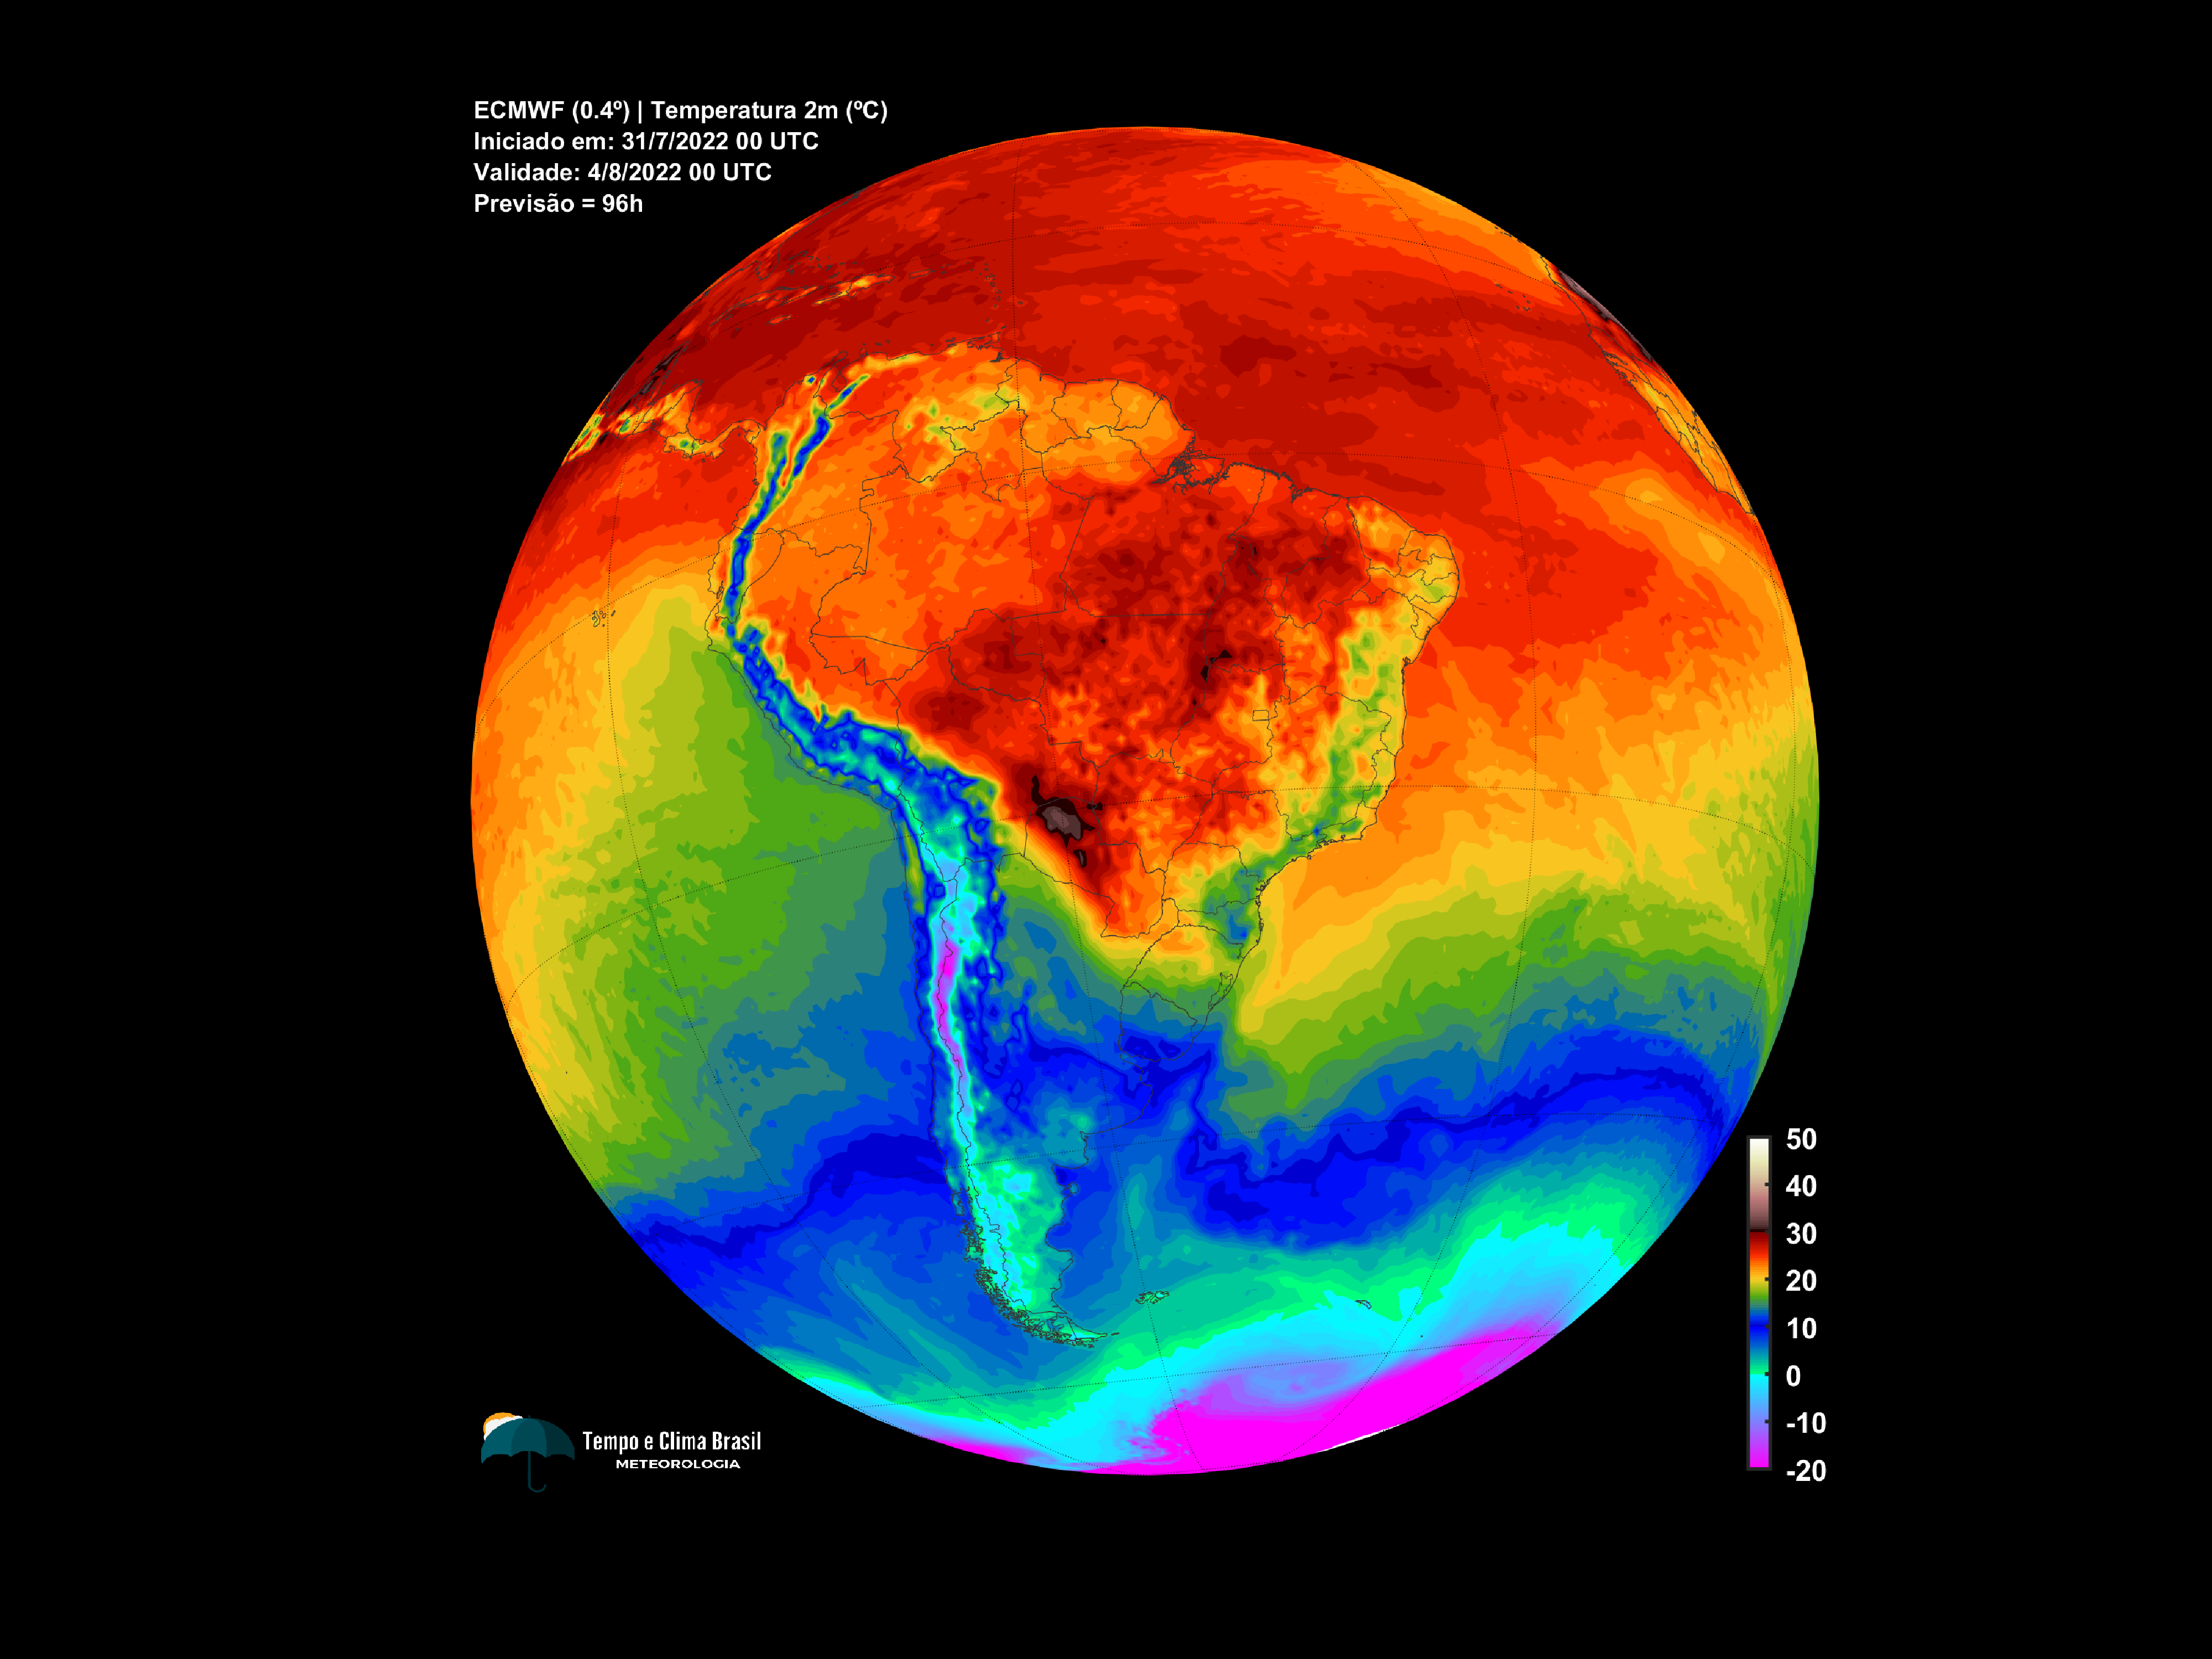 ECMWF (0.4º) | Temperatura 2m (ºC)
Iniciado em: 31/7/2022 00 UTC
Validade: 4/8/2022 00 UTC
Previsão = 96h
50
40
30
20
10
0
-10
-20
Tempo e Clima Brasil
METEOROLOGIA